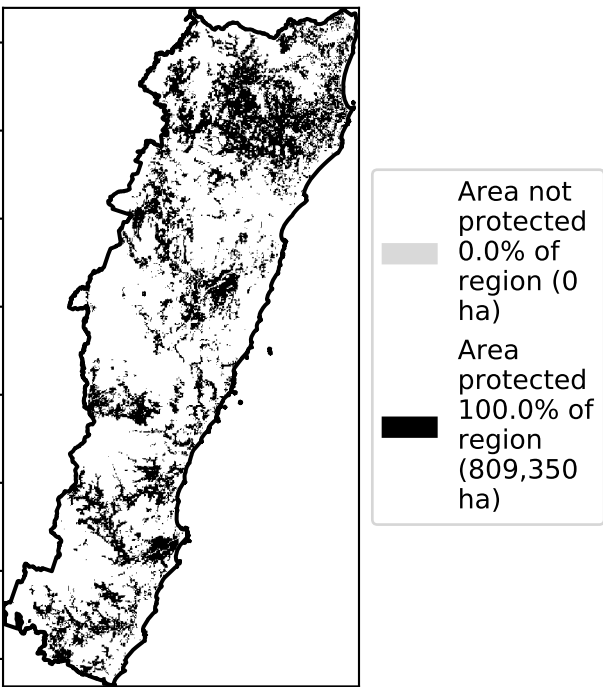 Area not
protected
0.0% of
region (0
ha)
Area
protected
100.0% of
region
(809,350
ha)